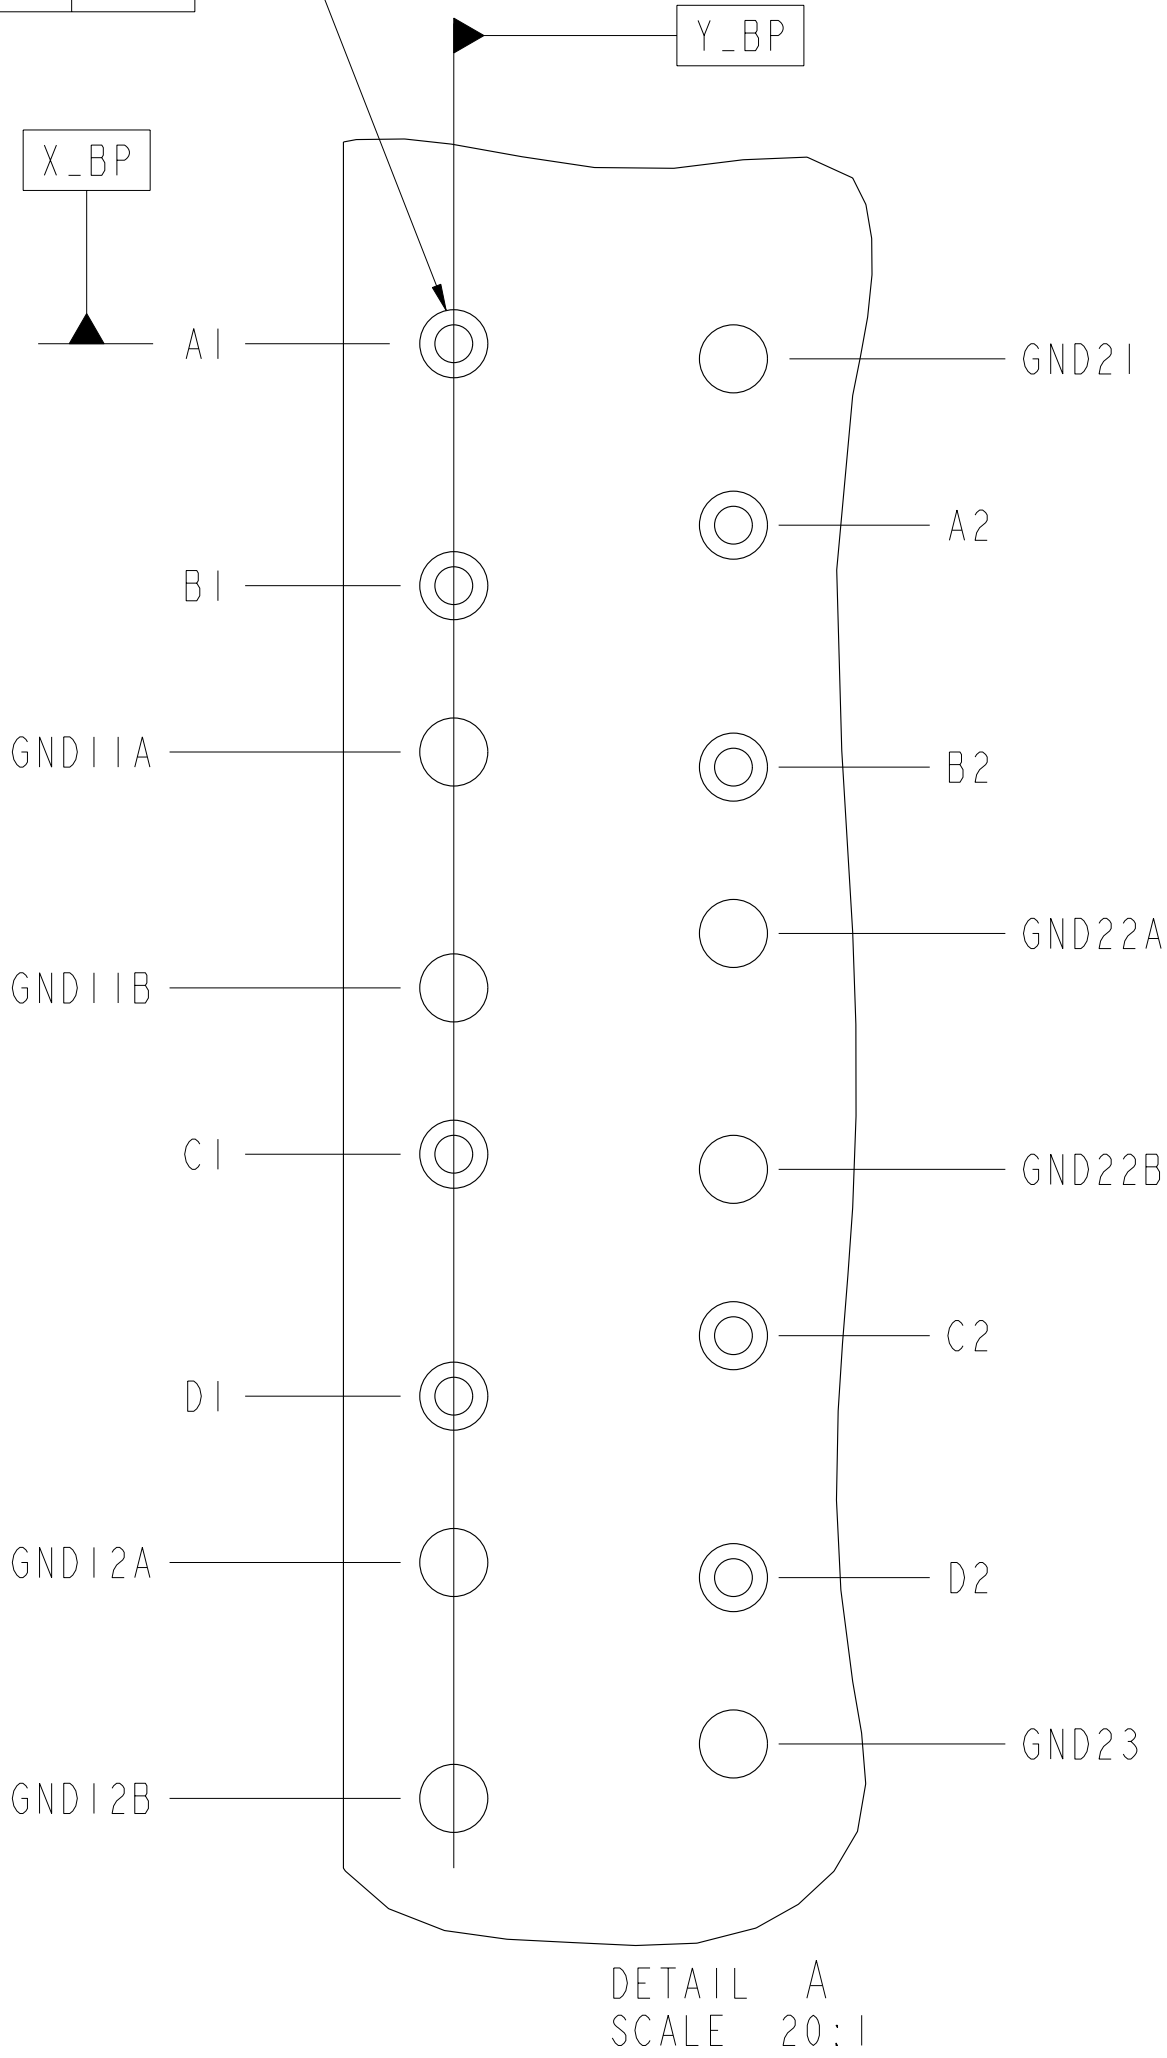 Y_BP
X_BP
A1
GND21
A2
B1
GND11A
B2
GND22A
GND11B
C1
GND22B
C2
D1
GND12A
D2
GND23
GND12B
DETAIL A
SCALE 20:1